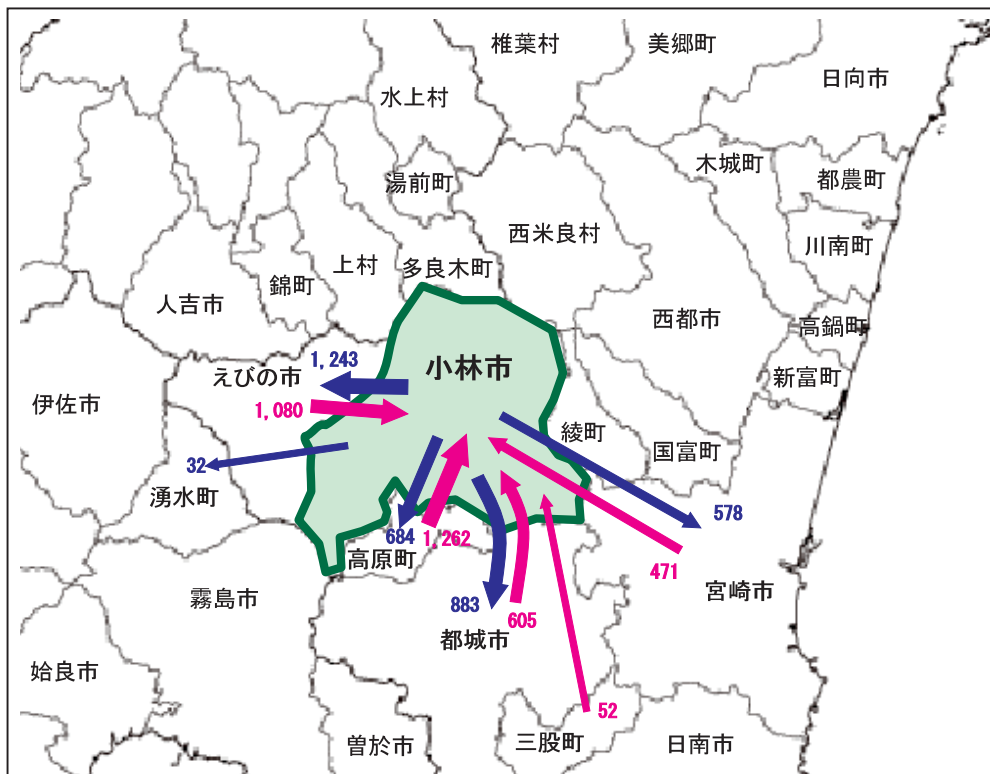 椎葉村
美郷町
日向市
水上村
木城町
湯前町
都農町
西米良村
川南町
上村
多良木町
錦町
人吉市
西都市
高鍋町
1,243
小林市
新富町
えびの市
伊佐市
1,080
綾町
国富町
32
湧水町
578
684
1,262
高原町
471
宮崎市
霧島市
883
605
都城市
姶良市
52
曽於市
三股町
日南市